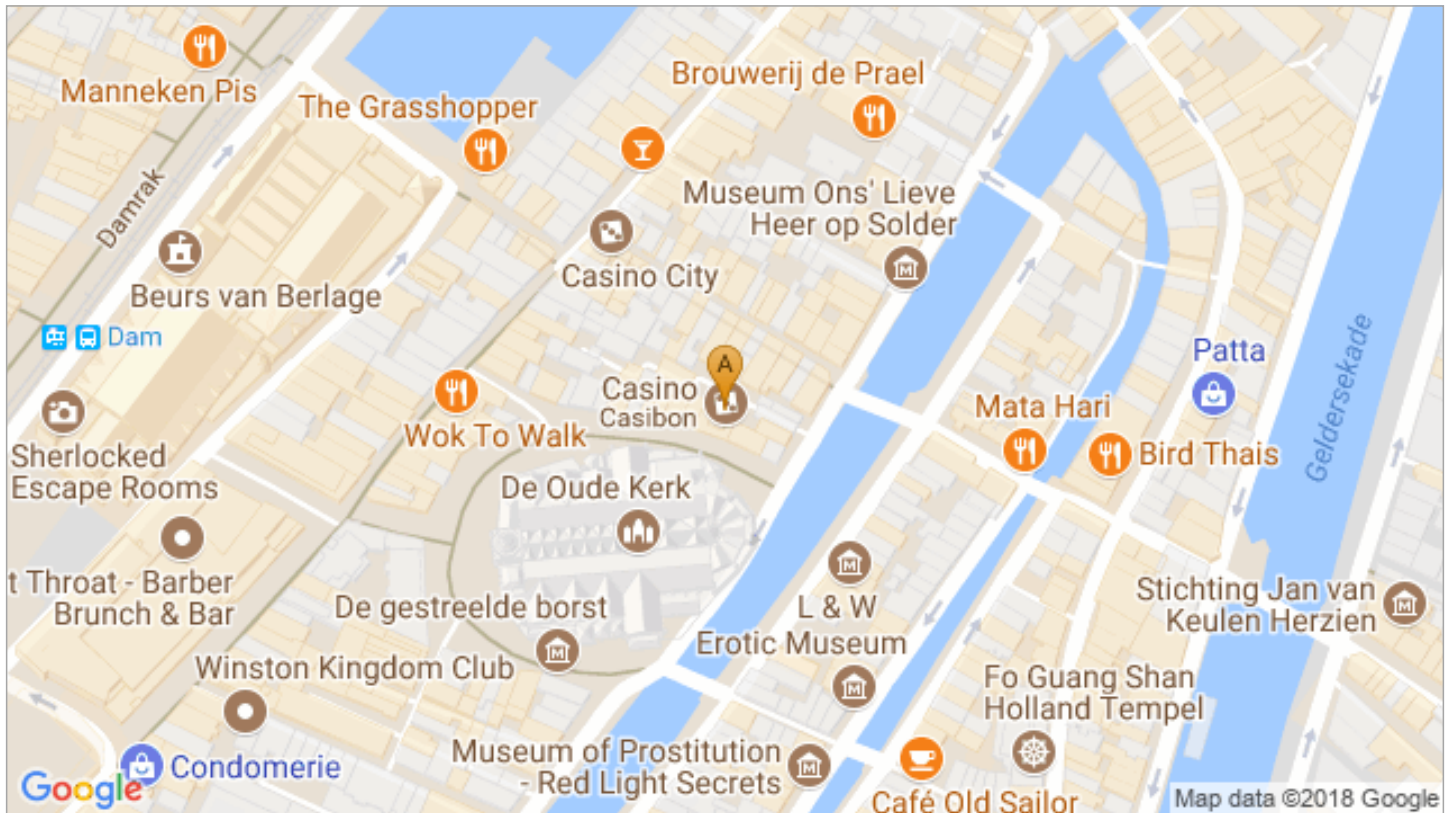 Manneken Pis
The Grasshopper
Brouwerij de Prael
Damrak
Museum Ons' Lieve
Heer op Solder
Casino City
Beurs van Berlage
Dam
A
Casino
Casibon
Patta
Geldersekade
Wok To Walk
Mata Hari
Bird Thais
Sherlocked
Escape Rooms
De Oude Kerk
t Throat - Barber
Brunch & Bar
De gestreelde borst
L & W
Erotic Museum
Stichting Jan van
Keulen Herzien
Winston Kingdom Club
Fo Guang Shan
Holland Tempel
Museum of Prostitution
- Red Light Secrets
Condomerie
Café Old Sailor
Google
Map data ©2018 Google